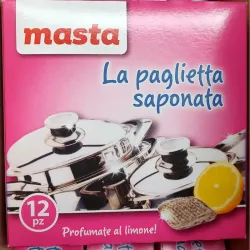 masta
La paglietta
saponata
12
pz
Profumate al limone!